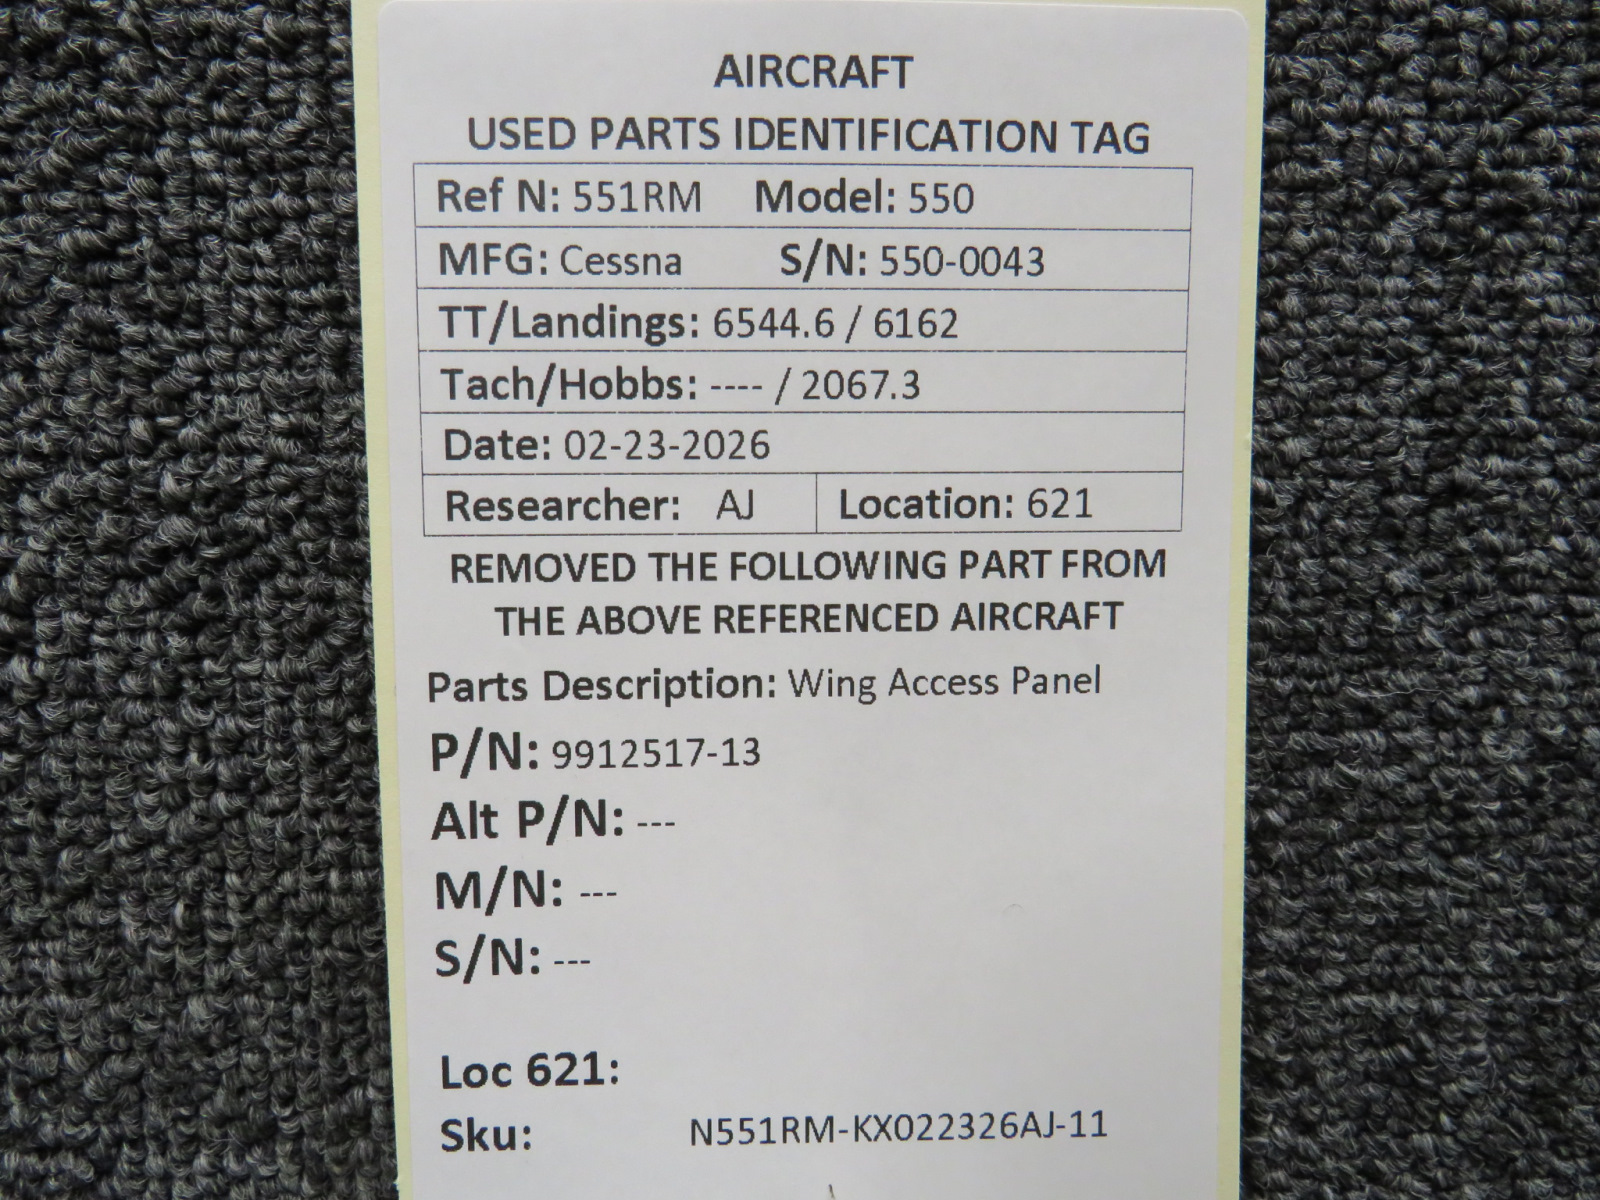 AIRCRAFT
USED PARTS IDENTIFICATION TAG
Ref N: 551RM Model: 550
MFG: Cessna S/N: 550-0043
TT/Landings: 6544.6 / 6162
Tach/Hobbs: ---- / 2067.3
Date: 02-23-2026
Researcher: AJ Location: 621
REMOVED THE FOLLOWING PART FROM
THE ABOVE REFERENCED AIRCRAFT
Parts Description: Wing Access Panel
P/N: 9912517-13
Alt P/N: ---
M/N: ---
S/N: ---
Loc 621:
Sku: N551RM-KX022326AJ-11